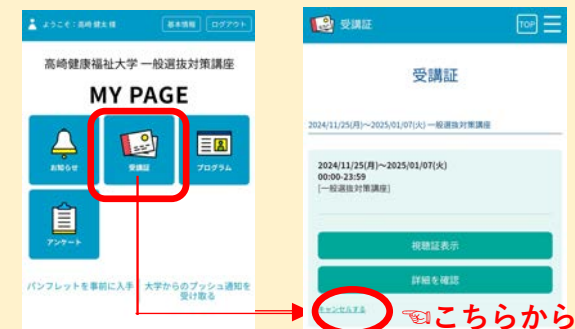 ようこそ：高崎 健太 様
基本情報
ログアウト
高崎健康福祉大学 一般選抜対策講座
MY PAGE
お知らせ
受講証
プログラム
アンケート
パンフレットを事前に入手
大学からのプッシュ通知を
受け取る
受講証
TOP
受講証
2024/11/25(月)～2025/01/07(火) 一般選抜対策講座
2024/11/25(月)～2025/01/07(火)
00:00-23:59
[一般選抜対策講座]
視聴証表示
詳細を確認
キャンセルする
こちらから